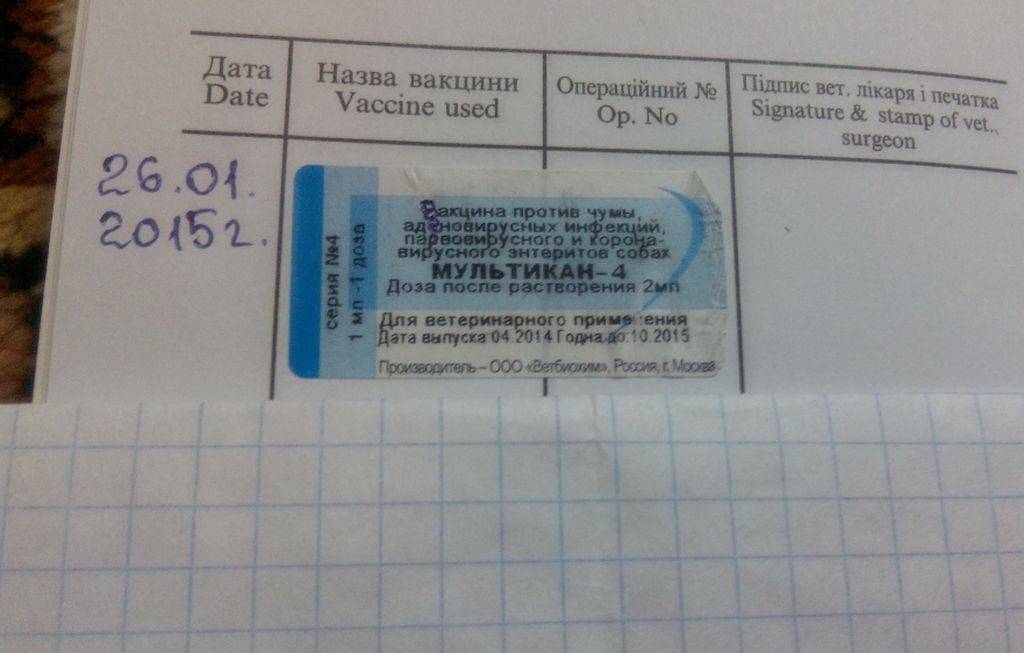 Дата
Date
Назва вакцини
Vaccine used
Операційний №
Op. No
Підпис вет. лікаря і печатка
Signature & stamp of vet.,
surgeon
26.01.
2015г.
серия №4
1 мл -1 доза
Вакцина против чумы,
аденовирусных инфекций,
парвовирусного и корона-
вирусного энтеритов собак
МУЛЬТИКАН-4
Доза после растворения 2мл
Для ветеринарного применения
Дата выпуска:04.2014 Годна до:10.2015
Производитель – ООО «Ветбиохим», Россия, г. Москва